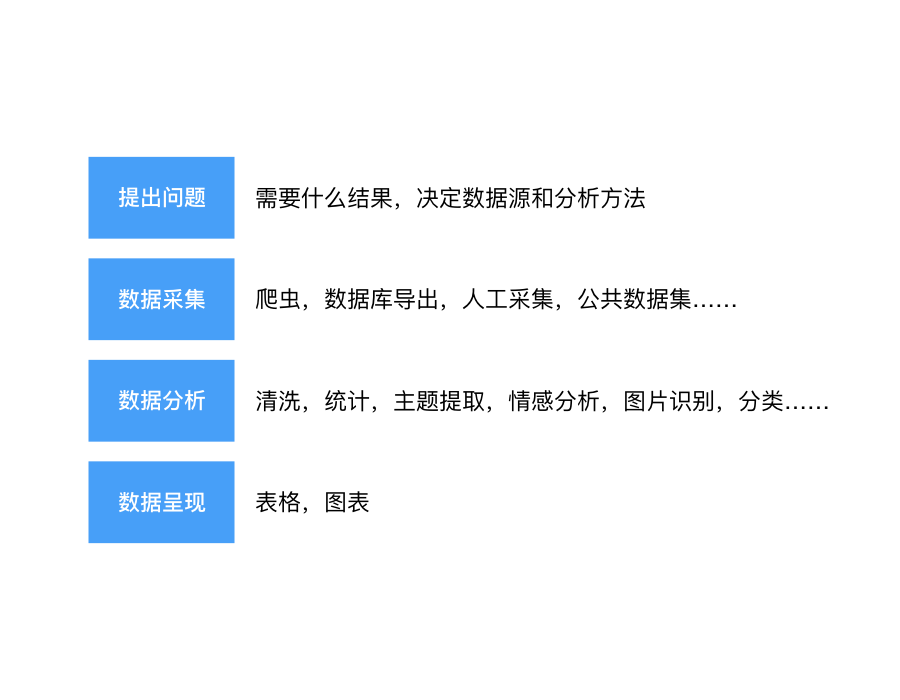 提出问题 需要什么结果，决定数据源和分析方法
数据采集 爬虫，数据库导出，人工采集，公共数据集……
数据分析 清洗，统计，主题提取，情感分析，图片识别，分类……
数据呈现 表格，图表